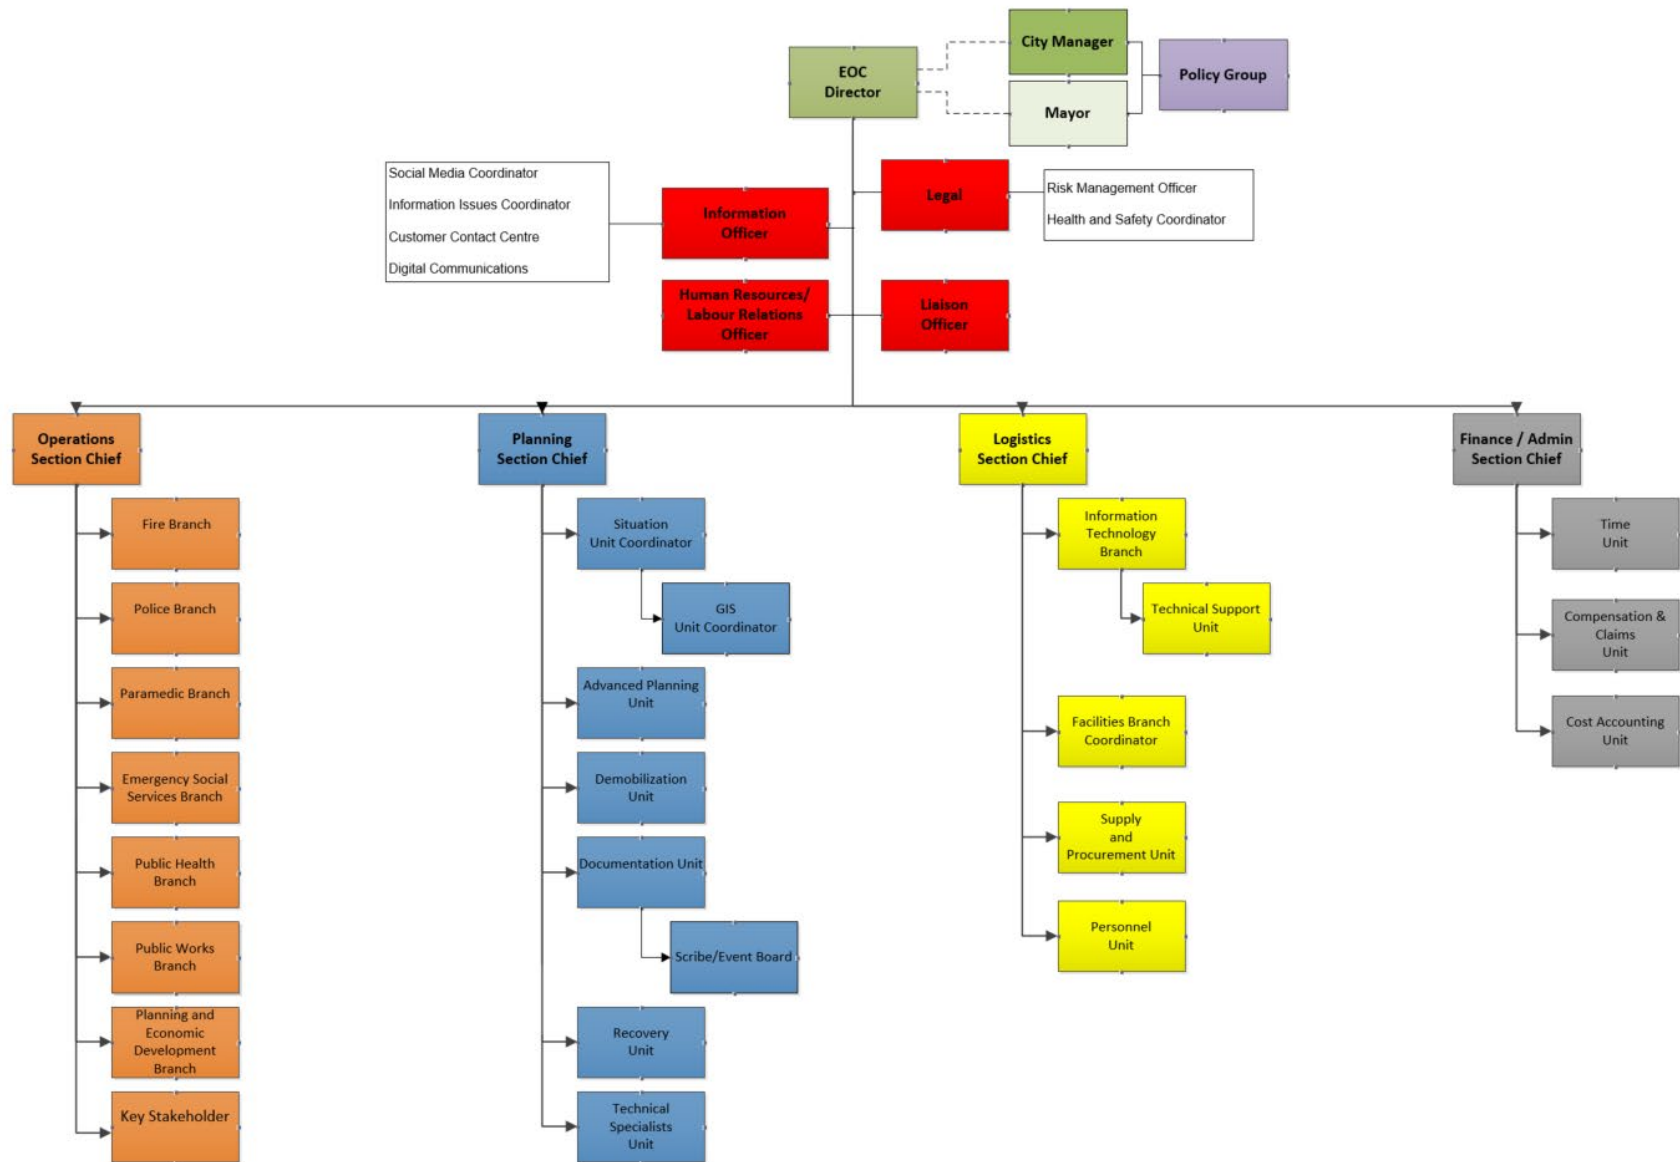 City Manager
EOC
Director
Policy Group
Mayor
Social Media Coordinator
Information Issues Coordinator
Customer Contact Centre
Digital Communications
Information
Officer
Legal
Risk Management Officer
Health and Safety Coordinator
Human Resources/
Labour Relations
Officer
Liaison
Officer
Operations
Section Chief
Fire Branch
Police Branch
Paramedic Branch
Emergency Social
Services Branch
Public Health
Branch
Public Works
Branch
Planning and
Economic
Development
Branch
Key Stakeholder
Planning
Section Chief
Situation
Unit Coordinator
GIS
Unit Coordinator
Advanced Planning
Unit
Demobilization
Unit
Documentation Unit
Scribe/Event Board
Recovery
Unit
Technical
Specialists
Unit
Logistics
Section Chief
Information
Technology
Branch
Technical Support
Unit
Facilities Branch
Coordinator
Supply
and
Procurement Unit
Personnel
Unit
Finance / Admin
Section Chief
Time
Unit
Compensation &
Claims
Unit
Cost Accounting
Unit